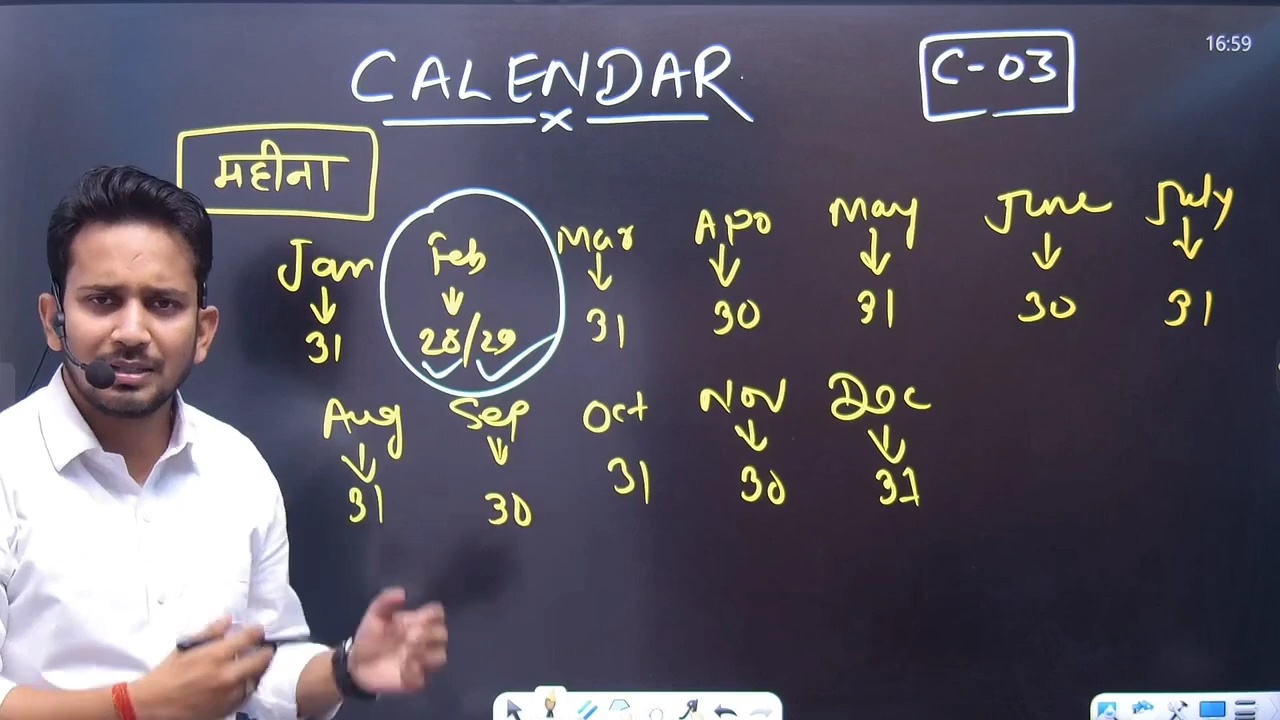 CALENDAR
C-03
16:59
महीना
Jan Feb Mar Apr May June July
31 28/29 31 30 31 30 31
Aug Sep Oct Nov Dec
31 30 31 30 31